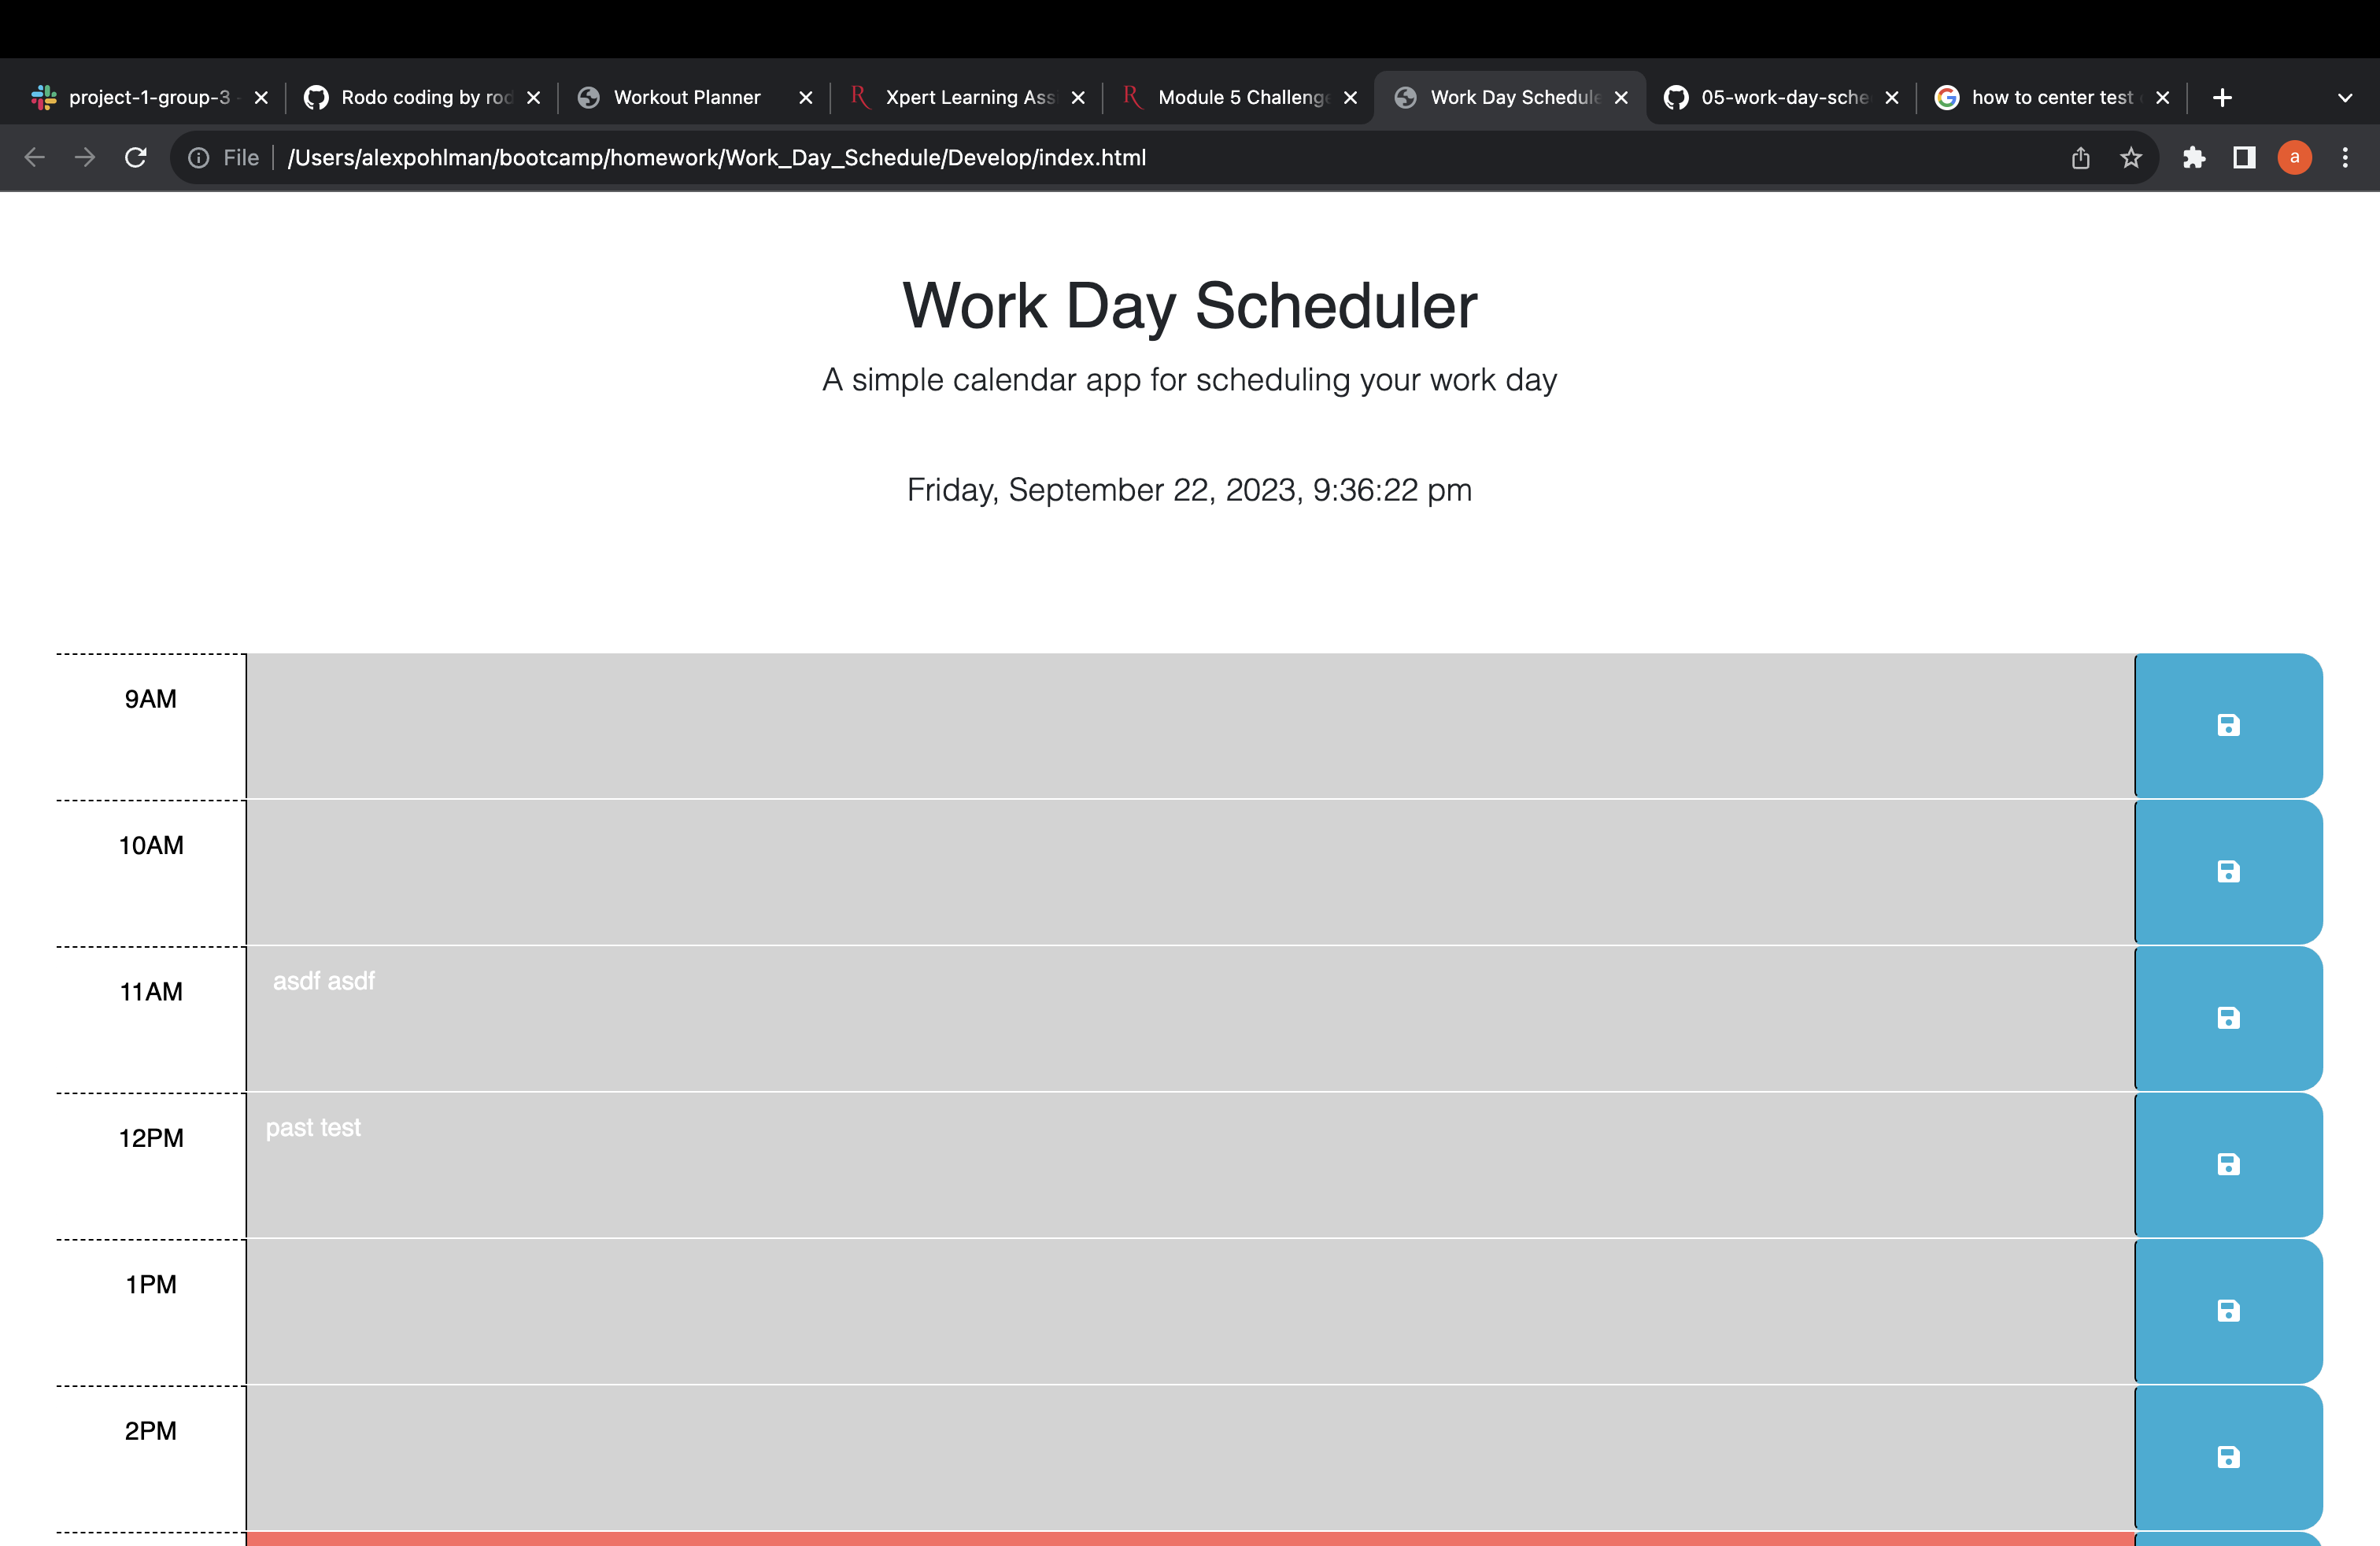 project-1-group-3 Rodo coding by rod Workout Planner Xpert Learning Ass Module 5 Challenge Work Day Schedule 05-work-day-sche how to center test
File /Users/alexpohlman/bootcamp/homework/Work_Day_Schedule/Develop/index.html a
Work Day Scheduler
A simple calendar app for scheduling your work day
Friday, September 22, 2023, 9:36:22 pm
9AM
10AM
11AM asdf asdf
12PM past test
1PM
2PM